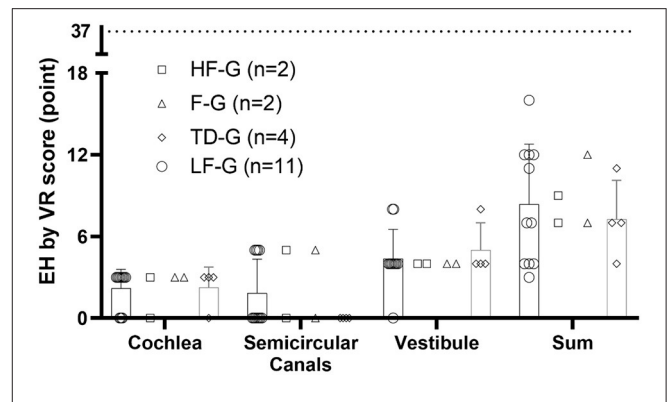 37
18
12
6
0
EH by VR score (point)
HF-G (n=2)
F-G (n=2)
TD-G (n=4)
LF-G (n=11)
Cochlea
Semicircular
Canals
Vestibule
Sum